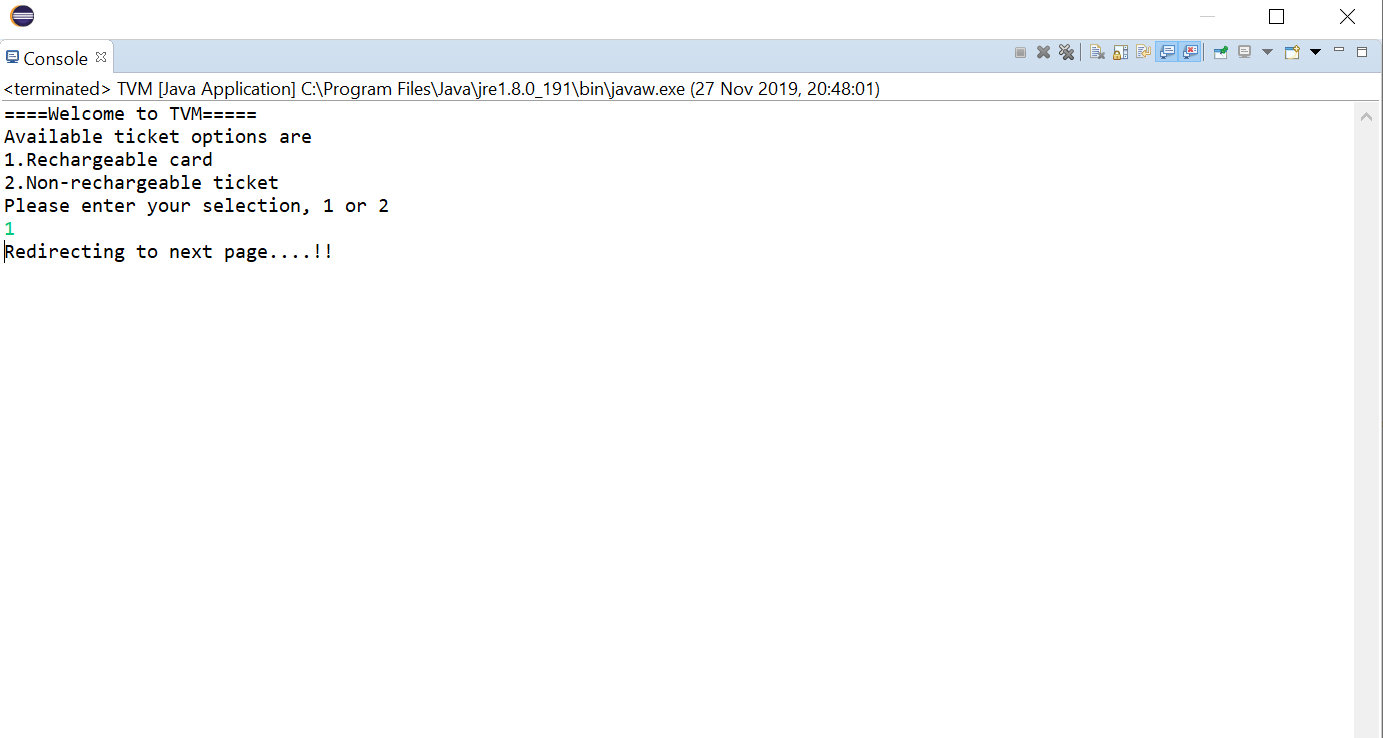 Console
<terminated> TVM [Java Application] C:\Program Files\Java\jre1.8.0_191\bin\javaw.exe (27 Nov 2019, 20:48:01)
====Welcome to TVM=====
Available ticket options are
1.Rechargeable card
2.Non-rechargeable ticket
Please enter your selection, 1 or 2
1
Redirecting to next page....!!